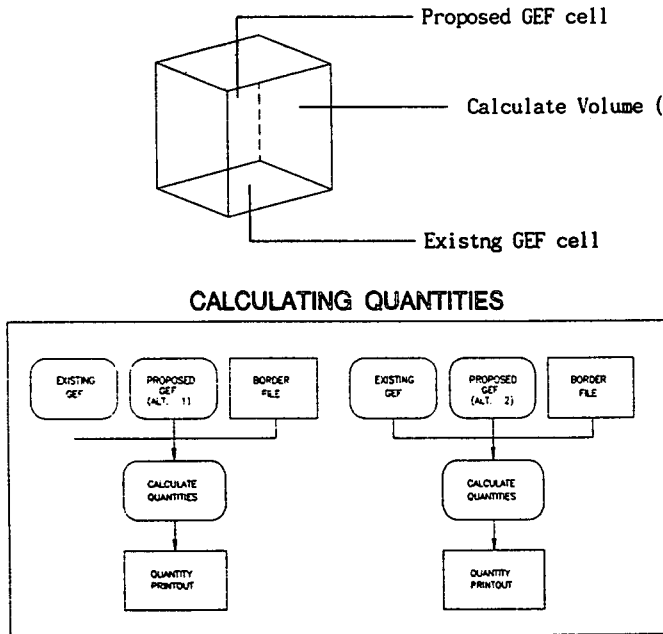 Proposed GEF cell
Calculate Volume (
Existng GEF cell
CALCULATING QUANTITIES
EXISTING
GEF
PROPOSED
GEF
(ALT. 1)
BORDER
FILE
EXISTING
GEF
PROPOSED
GEF
(ALT. 2)
BORDER
FILE
CALCULATE
QUANTITIES
CALCULATE
QUANTITIES
QUANTITY
PRINTOUT
QUANTITY
PRINTOUT